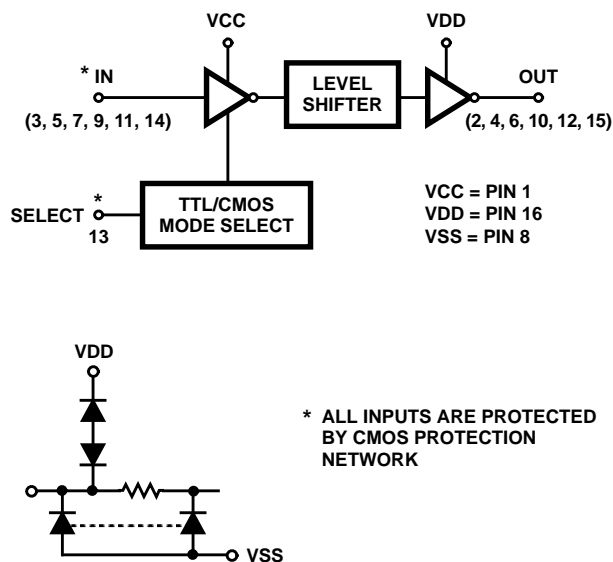 VCC
VDD
* IN
LEVEL
SHIFTER
OUT
(3, 5, 7, 9, 11, 14)
(2, 4, 6, 10, 12, 15)
*
SELECT
13
TTL/CMOS
MODE SELECT
VCC = PIN 1
VDD = PIN 16
VSS = PIN 8
VDD
* ALL INPUTS ARE PROTECTED
BY CMOS PROTECTION
NETWORK
VSS